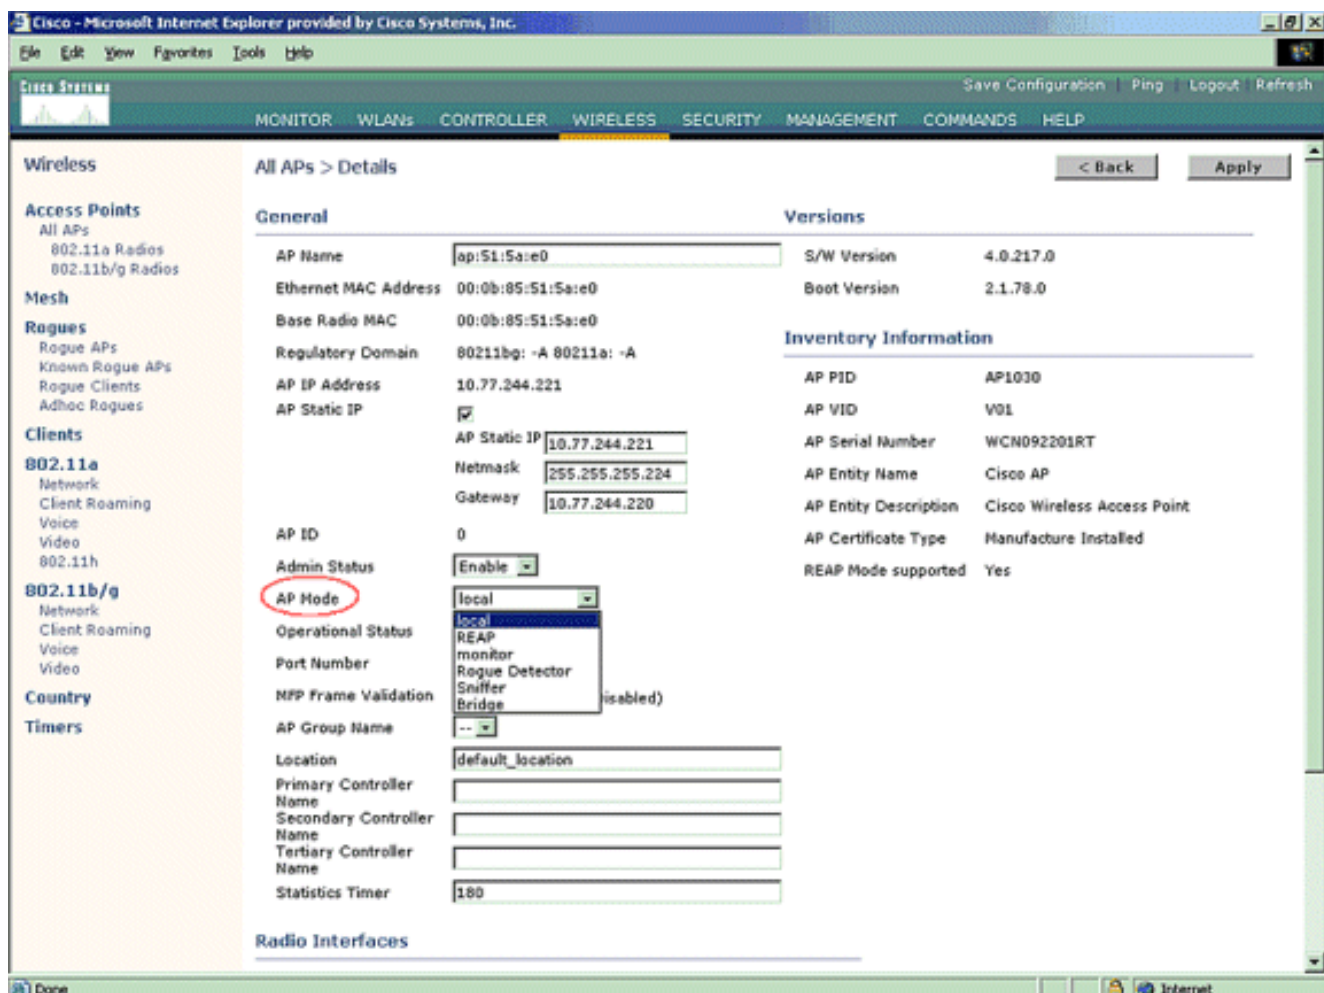 Cisco - Microsoft Internet Explorer provided by Cisco Systems, Inc.
File Edit View Favorites Tools Help
CISCO SYSTEMS
Save Configuration | Ping | Logout | Refresh
MONITOR WLANs CONTROLLER WIRELESS SECURITY MANAGEMENT COMMANDS HELP
Wireless
Access Points
All APs
802.11a Radios
802.11b/g Radios
Mesh
Rogues
Rogue APs
Known Rogue APs
Rogue Clients
Adhoc Rogues
Clients
802.11a
Network
Client Roaming
Voice
Video
802.11h
802.11b/g
Network
Client Roaming
Voice
Video
Country
Timers
All APs > Details
< Back Apply
General
AP Name ap:51:5a:e0
Ethernet MAC Address 00:0b:85:51:5a:e0
Base Radio MAC 00:0b:85:51:5a:e0
Regulatory Domain 80211bg: -A 80211a: -A
AP IP Address 10.77.244.221
AP Static IP
AP Static IP 10.77.244.221
Netmask 255.255.255.224
Gateway 10.77.244.220
AP ID 0
Admin Status Enable
AP Mode local
local
REAP
monitor
Rogue Detector
Sniffer
Bridge
Operational Status
Port Number
MFP Frame Validation isabled)
AP Group Name --
Location default_location
Primary Controller
Name
Secondary Controller
Name
Tertiary Controller
Name
Statistics Timer 180
Radio Interfaces
Versions
S/W Version 4.0.217.0
Boot Version 2.1.78.0
Inventory Information
AP PID AP1030
AP VID V01
AP Serial Number WCN092201RT
AP Entity Name Cisco AP
AP Entity Description Cisco Wireless Access Point
AP Certificate Type Manufacture Installed
REAP Mode supported Yes
Done Internet